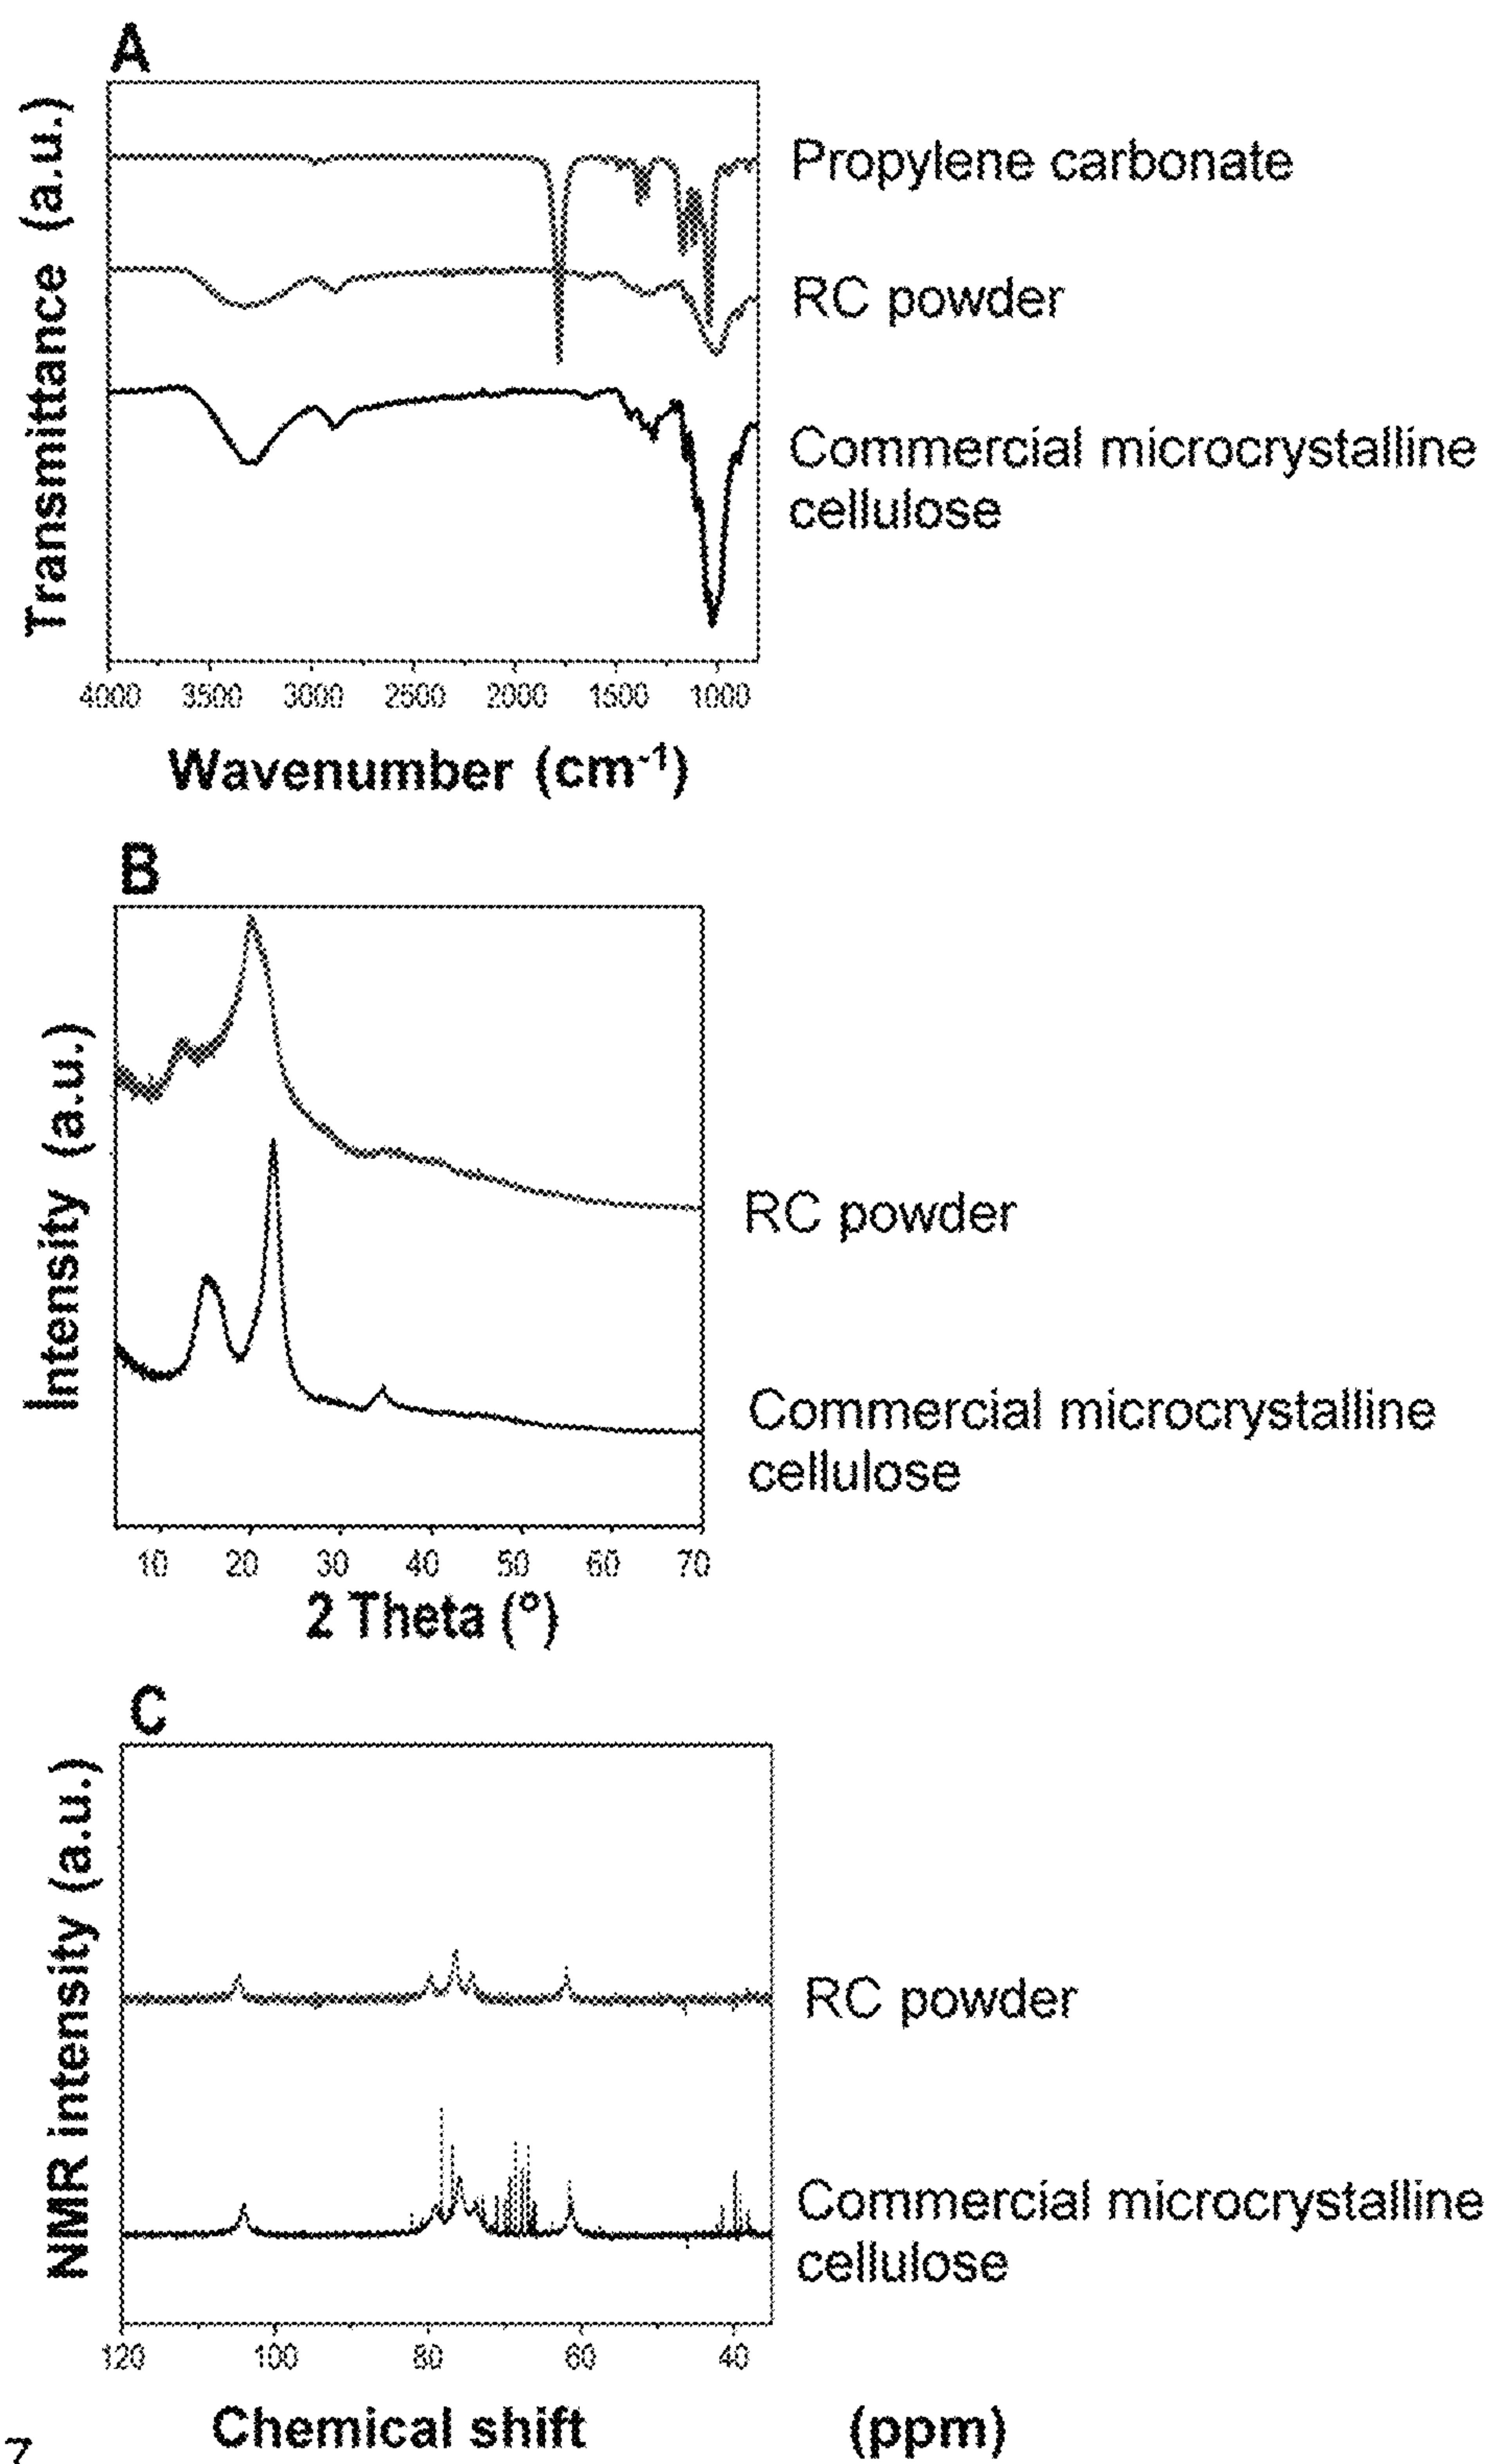 A
Transmittance (a.u.)
Propylene carbonate
RC powder
Commercial microcrystalline
cellulose
4000 3500 3000 2500 2000 1500 1000
Wavenumber (cm-1)
B
Intensity (a.u.)
RC powder
Commercial microcrystalline
cellulose
10 20 30 40 50 60 70
2 Theta (°)
C
NMR intensity (a.u.)
RC powder
Commercial microcrystalline
cellulose
120 100 80 60 40
Chemical shift (ppm)
7